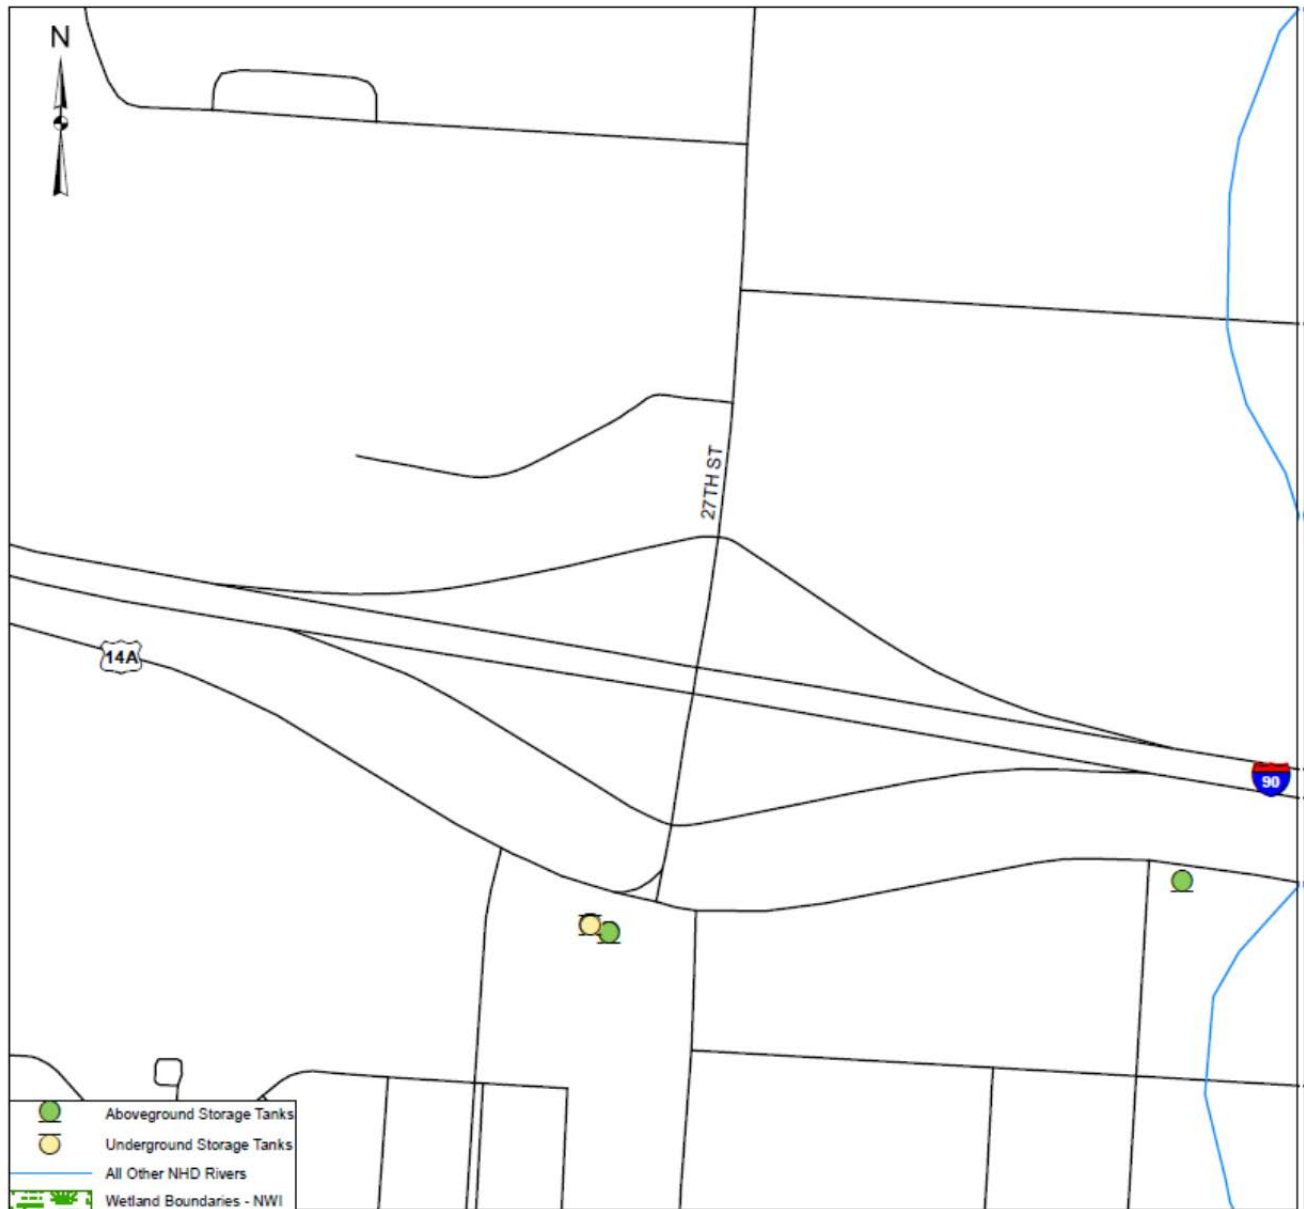 N
27TH ST
14A
90
Aboveground Storage Tanks
Underground Storage Tanks
All Other NHD Rivers
Wetland Boundaries - NWI